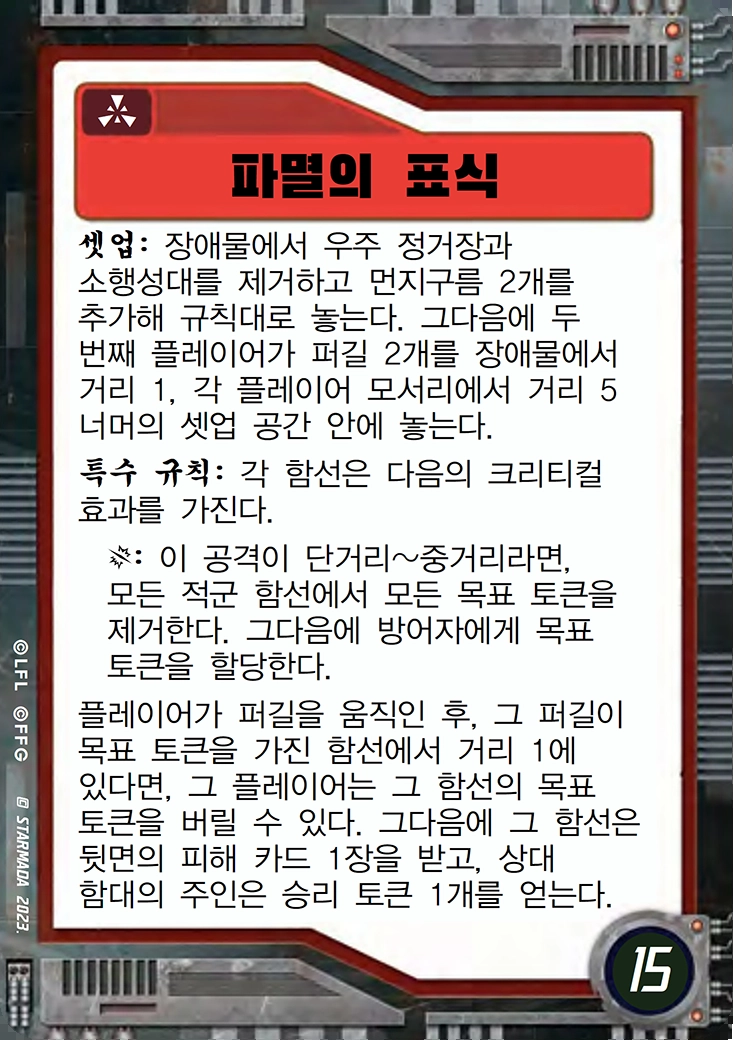 파멸의 표식
셋업: 장애물에서 우주 정거장과
소행성대를 제거하고 먼지구름 2개를
추가해 규칙대로 놓는다. 그다음에 두
번째 플레이어가 퍼길 2개를 장애물에서
거리 1, 각 플레이어 모서리에서 거리 5
너머의 셋업 공간 안에 놓는다.
특수 규칙: 각 함선은 다음의 크리티컬
효과를 가진다.
: 이 공격이 단거리~중거리라면,
모든 적군 함선에서 모든 목표 토큰을
제거한다. 그다음에 방어자에게 목표
토큰을 할당한다.
플레이어가 퍼길을 움직인 후, 그 퍼길이
목표 토큰을 가진 함선에서 거리 1에
있다면, 그 플레이어는 그 함선의 목표
토큰을 버릴 수 있다. 그다음에 그 함선은
뒷면의 피해 카드 1장을 받고, 상대
함대의 주인은 승리 토큰 1개를 얻는다.
15
©LFL ©FFG © STARMADA 2023.